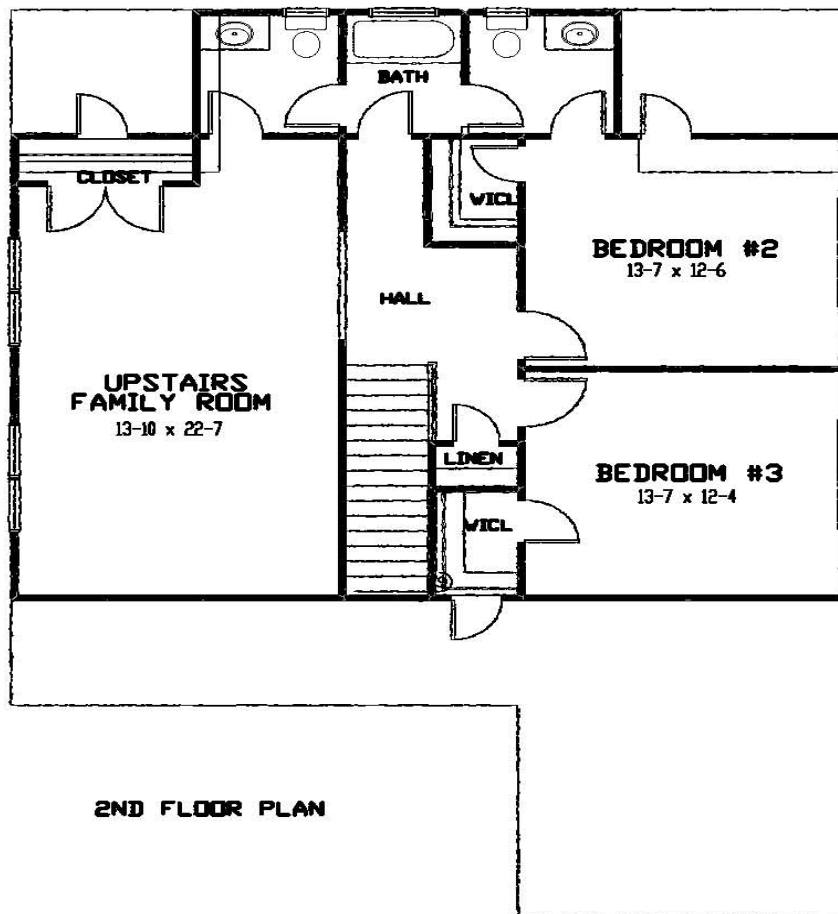 BATH
CLOSET
WICL
BEDROOM #2
13-7 x 12-6
HALL
UPSTAIRS
FAMILY ROOM
13-10 x 22-7
LINEN
BEDROOM #3
13-7 x 12-4
WICL
2ND FLOOR PLAN